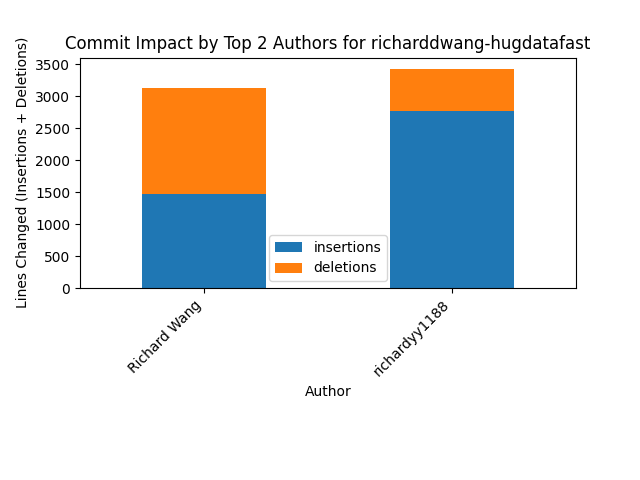 Commit Impact by Top 2 Authors for richarddwang-hugdatafast
Lines Changed (Insertions + Deletions)
3500
3000
2500
2000
1500
1000
500
0
insertions
deletions
Richard Wang
richardyy1188
Author